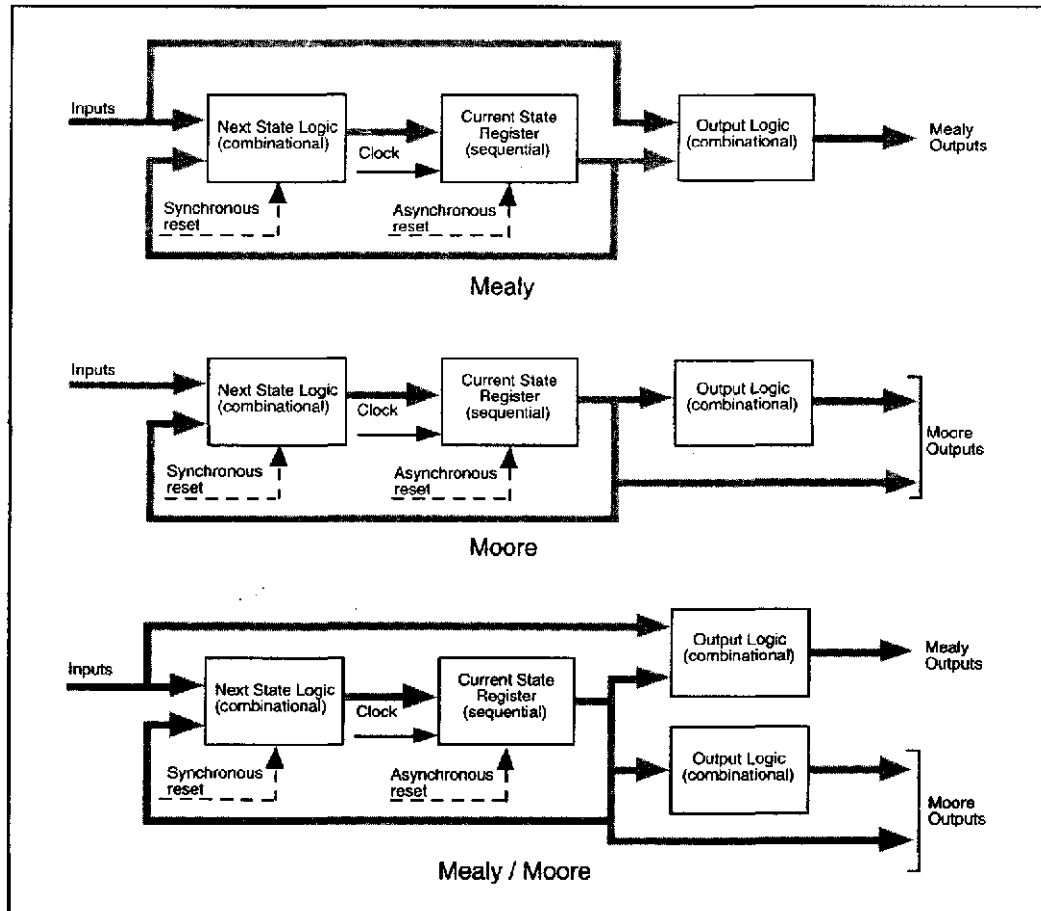 Inputs
Next State Logic
(combinational)
Clock
Current State
Register
(sequential)
Output Logic
(combinational)
Mealy
Outputs
Synchronous
reset
Asynchronous
reset
Mealy
Inputs
Next State Logic
(combinational)
Clock
Current State
Register
(sequential)
Output Logic
(combinational)
Moore
Outputs
Synchronous
reset
Asynchronous
reset
Moore
Inputs
Next State Logic
(combinational)
Clock
Current State
Register
(sequential)
Output Logic
(combinational)
Mealy
Outputs
Output Logic
(combinational)
Moore
Outputs
Synchronous
reset
Asynchronous
reset
Mealy / Moore